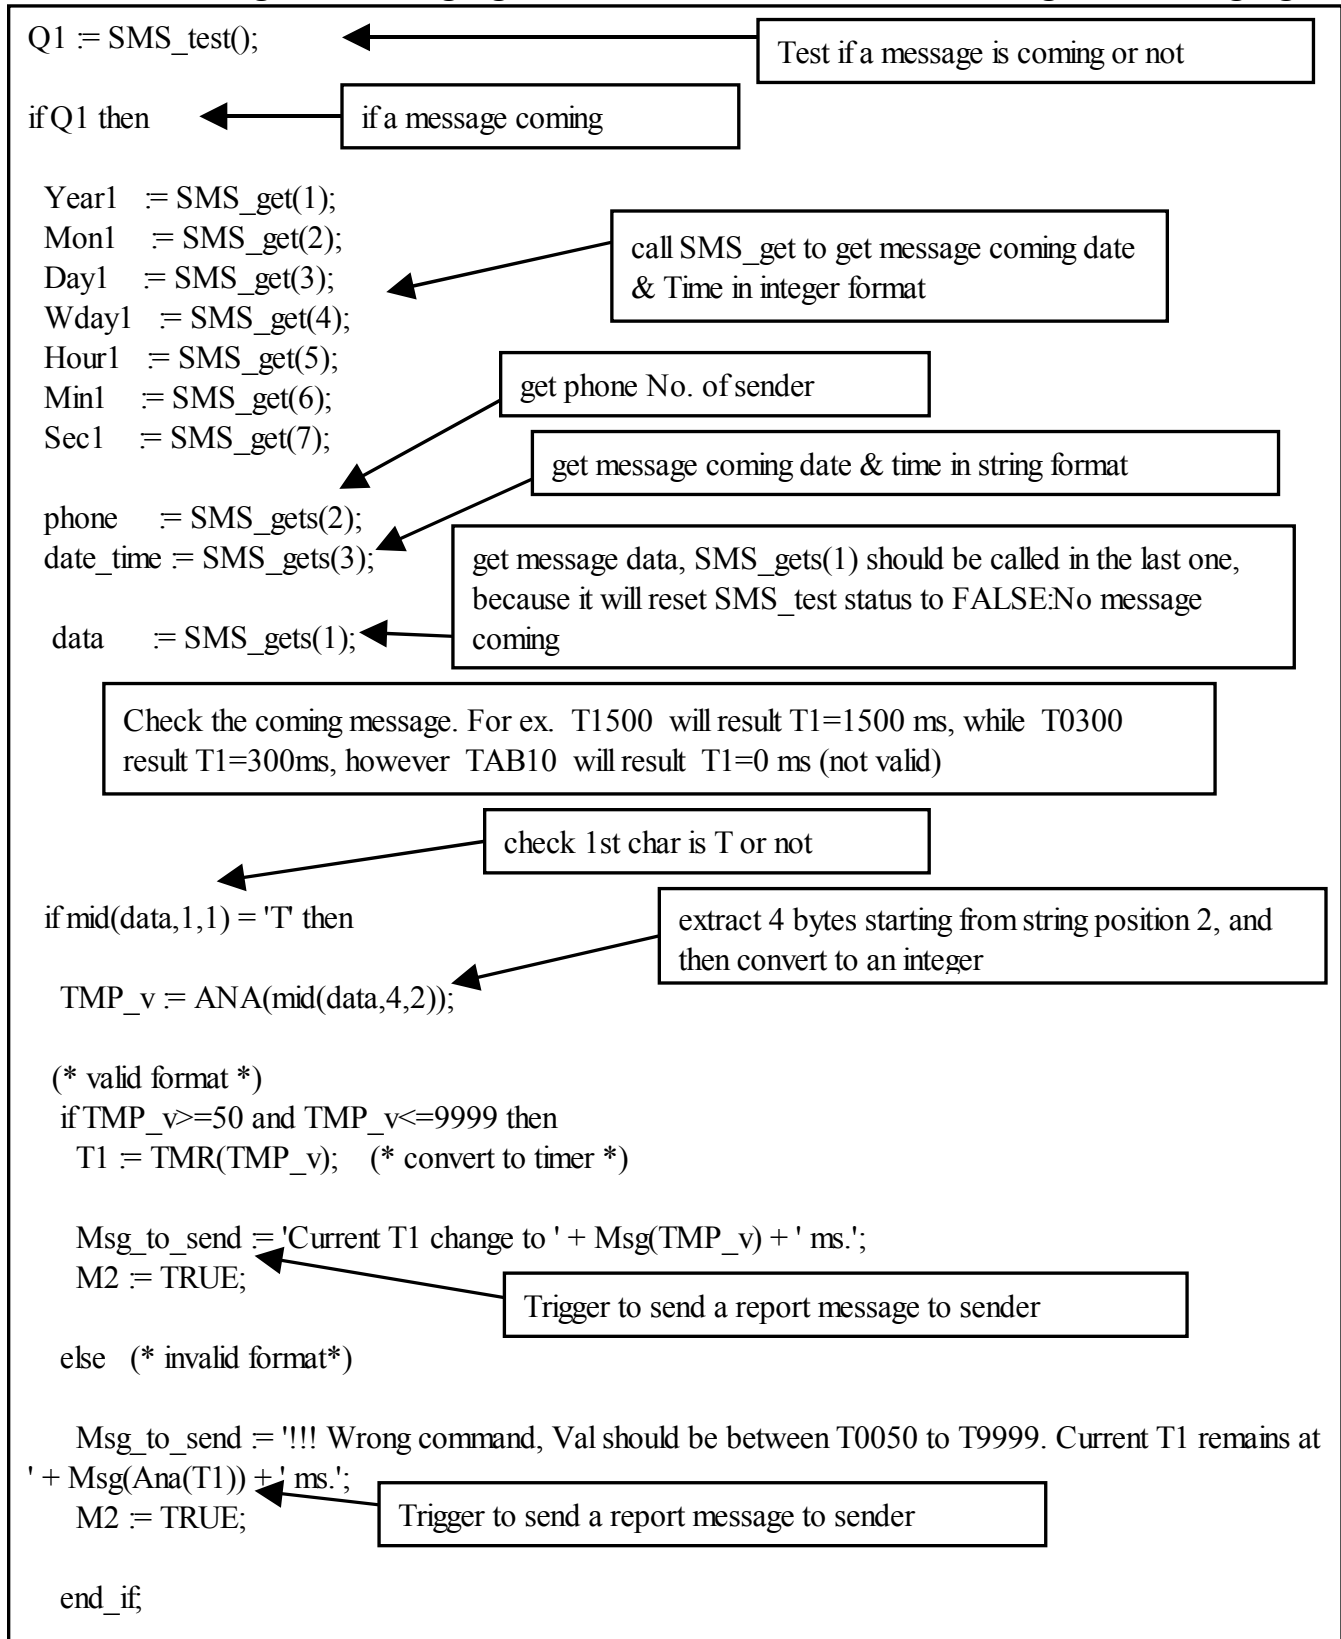 Q1 := SMS_test();
Test if a message is coming or not
if Q1 then
if a message coming
Year1 := SMS_get(1);
Mon1 := SMS_get(2);
Day1 := SMS_get(3);
Wday1 := SMS_get(4);
Hour1 := SMS_get(5);
Min1 := SMS_get(6);
Sec1 := SMS_get(7);
call SMS_get to get message coming date
& Time in integer format
get phone No. of sender
get message coming date & time in string format
phone := SMS_gets(2);
date_time := SMS_gets(3);
get message data, SMS_gets(1) should be called in the last one,
because it will reset SMS_test status to FALSE:No message
coming
data := SMS_gets(1);
Check the coming message. For ex. T1500 will result T1=1500 ms, while T0300
result T1=300ms, however TAB10 will result T1=0 ms (not valid)
check 1st char is T or not
if mid(data,1,1) = 'T' then
extract 4 bytes starting from string position 2, and
then convert to an integer
TMP_v := ANA(mid(data,4,2));
(* valid format *)
if TMP_v>=50 and TMP_v<=9999 then
T1 := TMR(TMP_v); (* convert to timer *)
Msg_to_send := 'Current T1 change to ' + Msg(TMP_v) + ' ms.';
M2 := TRUE;
Trigger to send a report message to sender
else (* invalid format*)
Msg_to_send := '!!! Wrong command, Val should be between T0050 to T9999. Current T1 remains at
' + Msg(Ana(T1)) + ' ms.';
M2 := TRUE;
Trigger to send a report message to sender
end_if;